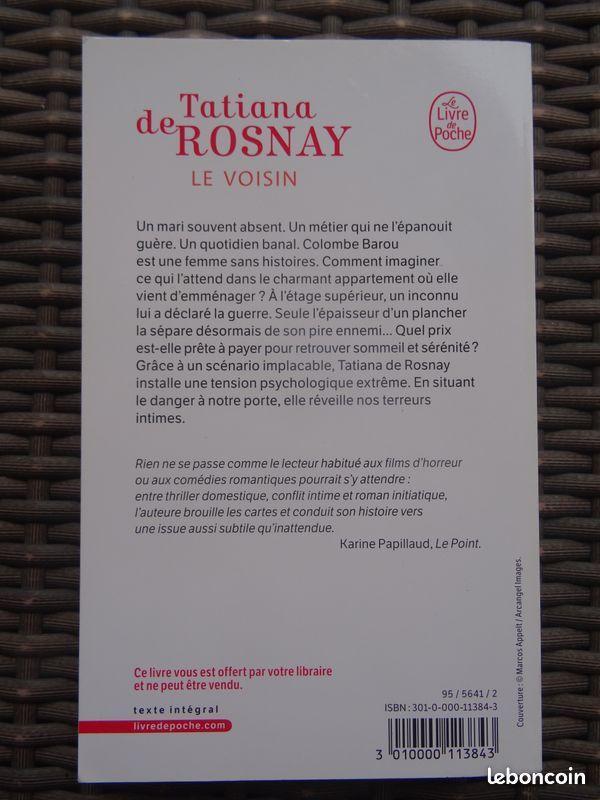 Tatiana
de ROSNAY
LE VOISIN
Le
Livre
de
Poche
Un mari souvent absent. Un métier qui ne l'épanouit
guère. Un quotidien banal. Colombe Barou
est une femme sans histoires. Comment imaginer
ce qui l'attend dans le charmant appartement où elle
vient d'emménager ? À l'étage supérieur, un inconnu
lui a déclaré la guerre. Seule l'épaisseur d'un plancher
la sépare désormais de son pire ennemi... Quel prix
est-elle prête à payer pour retrouver sommeil et sérénité ?
Grâce à un scénario implacable, Tatiana de Rosnay
installe une tension psychologique extrême. En situant
le danger à notre porte, elle réveille nos terreurs
intimes.
Rien ne se passe comme le lecteur habitué aux films d'horreur
ou aux comédies romantiques pourrait s'y attendre :
entre thriller domestique, conflit intime et roman initiatique,
l'auteure brouille les cartes et conduit son histoire vers
une issue aussi subtile qu'inattendue.
Karine Papillaud, Le Point.
Couverture : © Marcos Appelt / Arcangel Images.
Ce livre vous est offert par votre libraire
et ne peut être vendu.
texte intégral
livredepoche.com
95 / 5641 / 2
ISBN : 301-0-000-11384-3
3 010000 113843
leboncoin